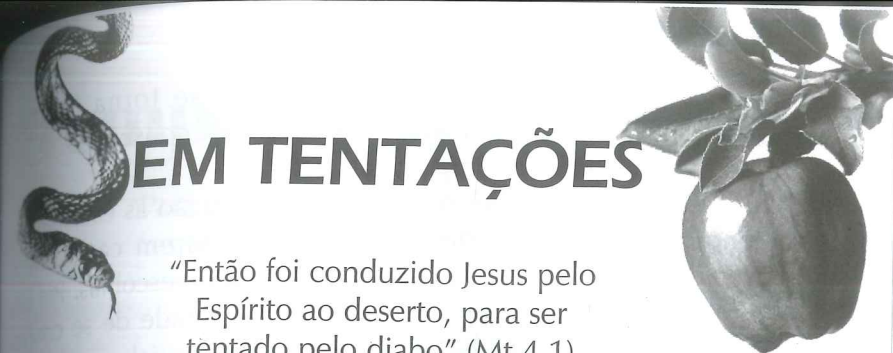 SEM TENTAÇÕES
“Então foi conduzido Jesus pelo
Espírito ao deserto, para ser
tentado pelo diabo” (Mt 4.1)